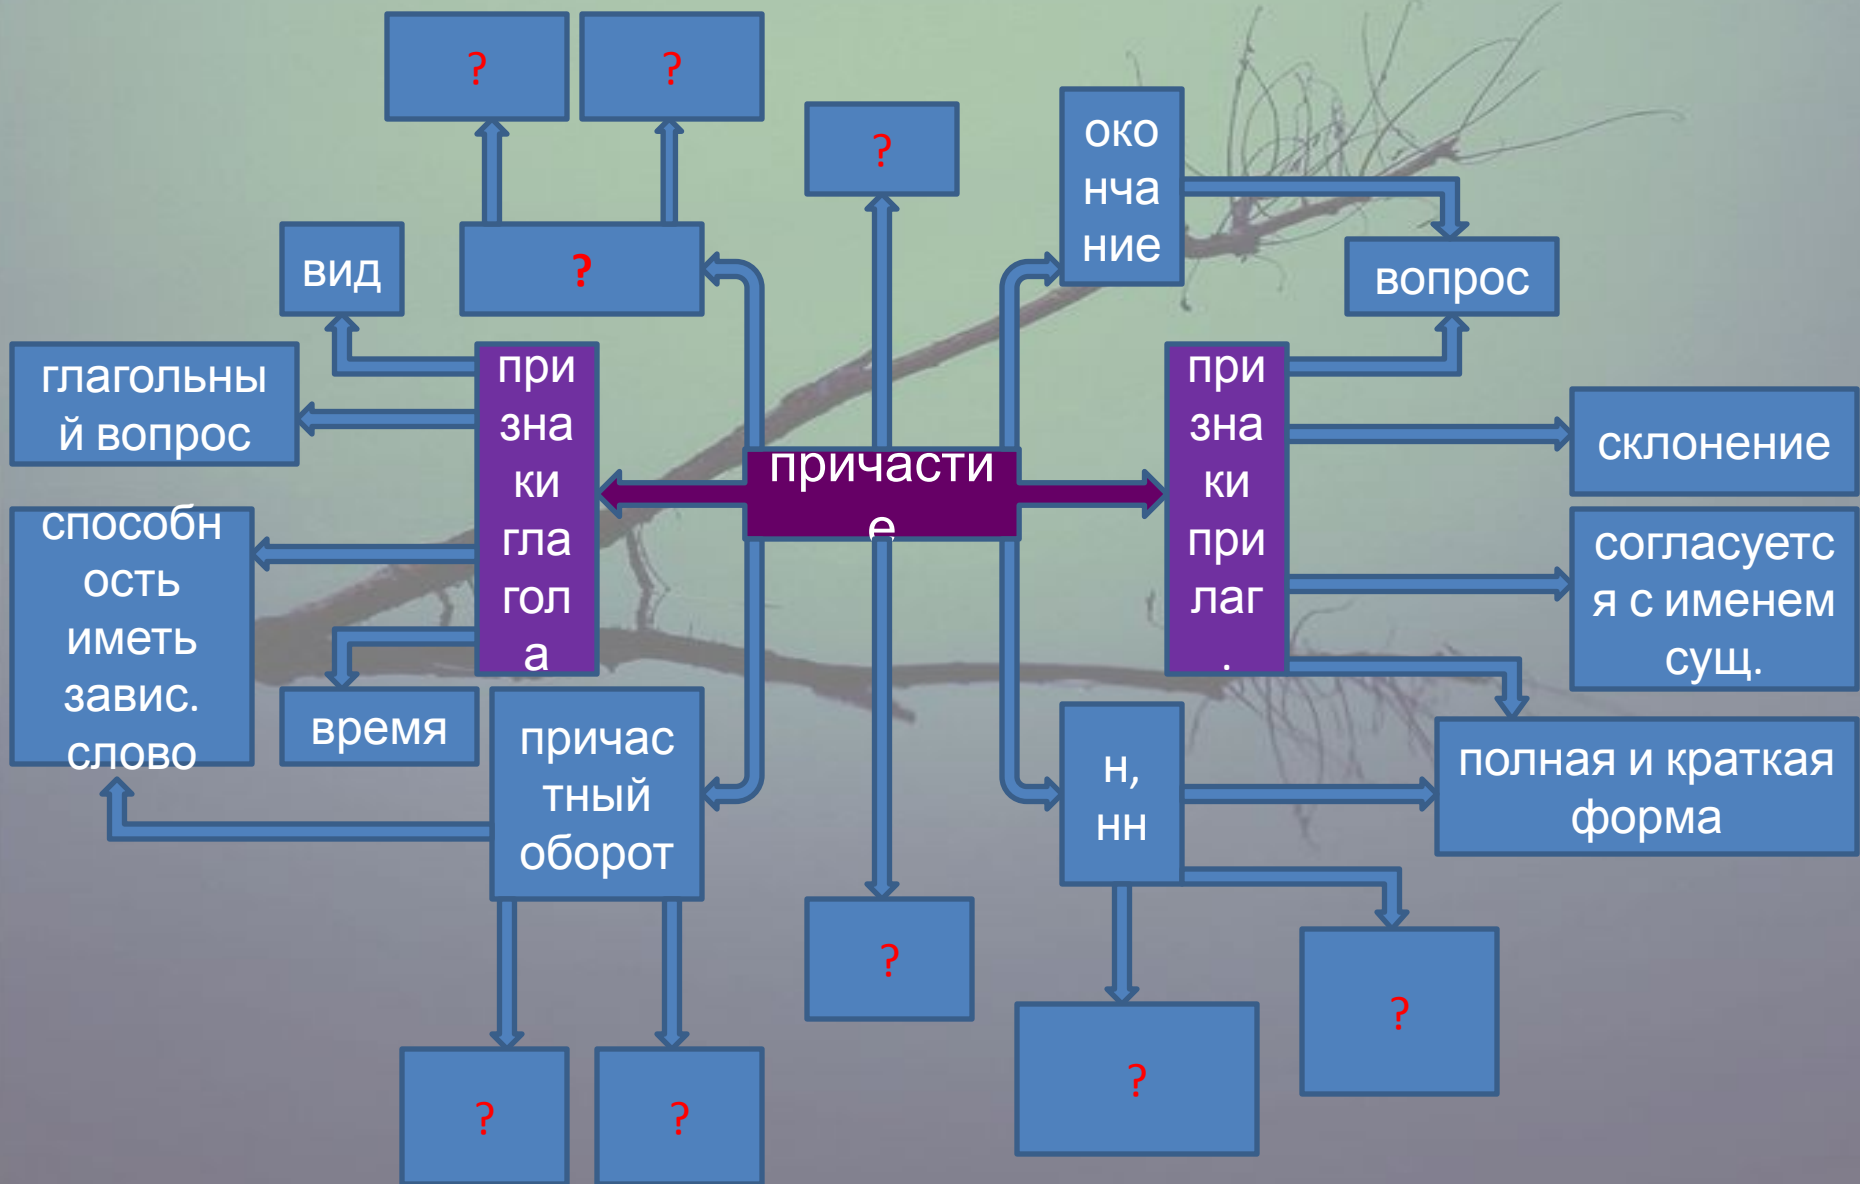 ?
?
?
око
нча
ние
вид
?
вопрос
глагольны
й вопрос
при
зна
ки
гла
гол
а
причасти
е
при
зна
ки
при
лаг
.
склонение
способн
ость
иметь
завис.
слово
согласуетс
я с именем
сущ.
время
причас
тный
оборот
н,
нн
полная и краткая
форма
?
?
?
?
?